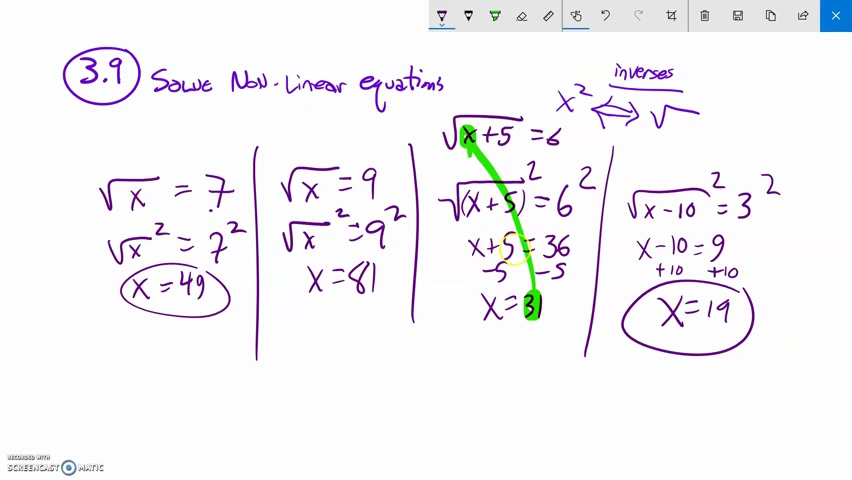 3.9 Solve Non-Linear equations
inverses
x² ⟷ √
√x = 7
√x² = 7²
x = 49
√x = 9
√x² = 9²
x = 81
√x+5 = 6
√(x+5)² = 6²
x+5 = 36
-5 -5
x = 31
√x-10² = 3²
x-10 = 9
+10 +10
x = 19
RECORDED WITH
SCREENCAST MATIC